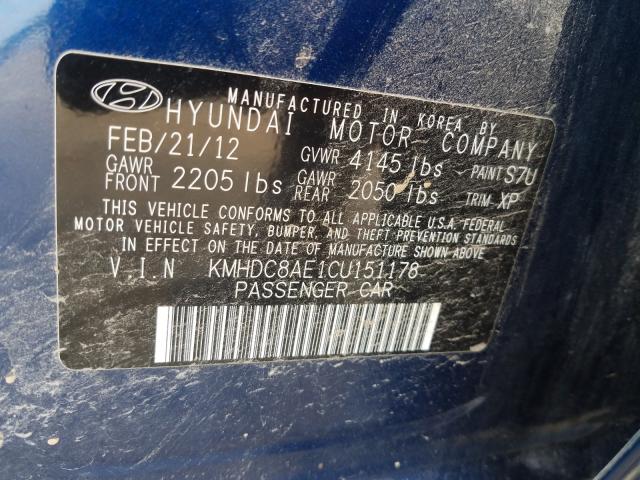 MANUFACTURED IN KOREA BY
HYUNDAI MOTOR COMPANY
FEB/21/12 GVWR 4145 lbs PAINT S7U
GAWR FRONT 2205 lbs GAWR REAR 2050 lbs TRIM XP
THIS VEHICLE CONFORMS TO ALL APPLICABLE U.S.A. FEDERAL
MOTOR VEHICLE SAFETY, BUMPER, AND THEFT PREVENTION STANDARDS
IN EFFECT ON THE DATE OF MANUFACTURE SHOWN ABOVE
V.I.N KMHDC8AE1CU151178
PASSENGER CAR